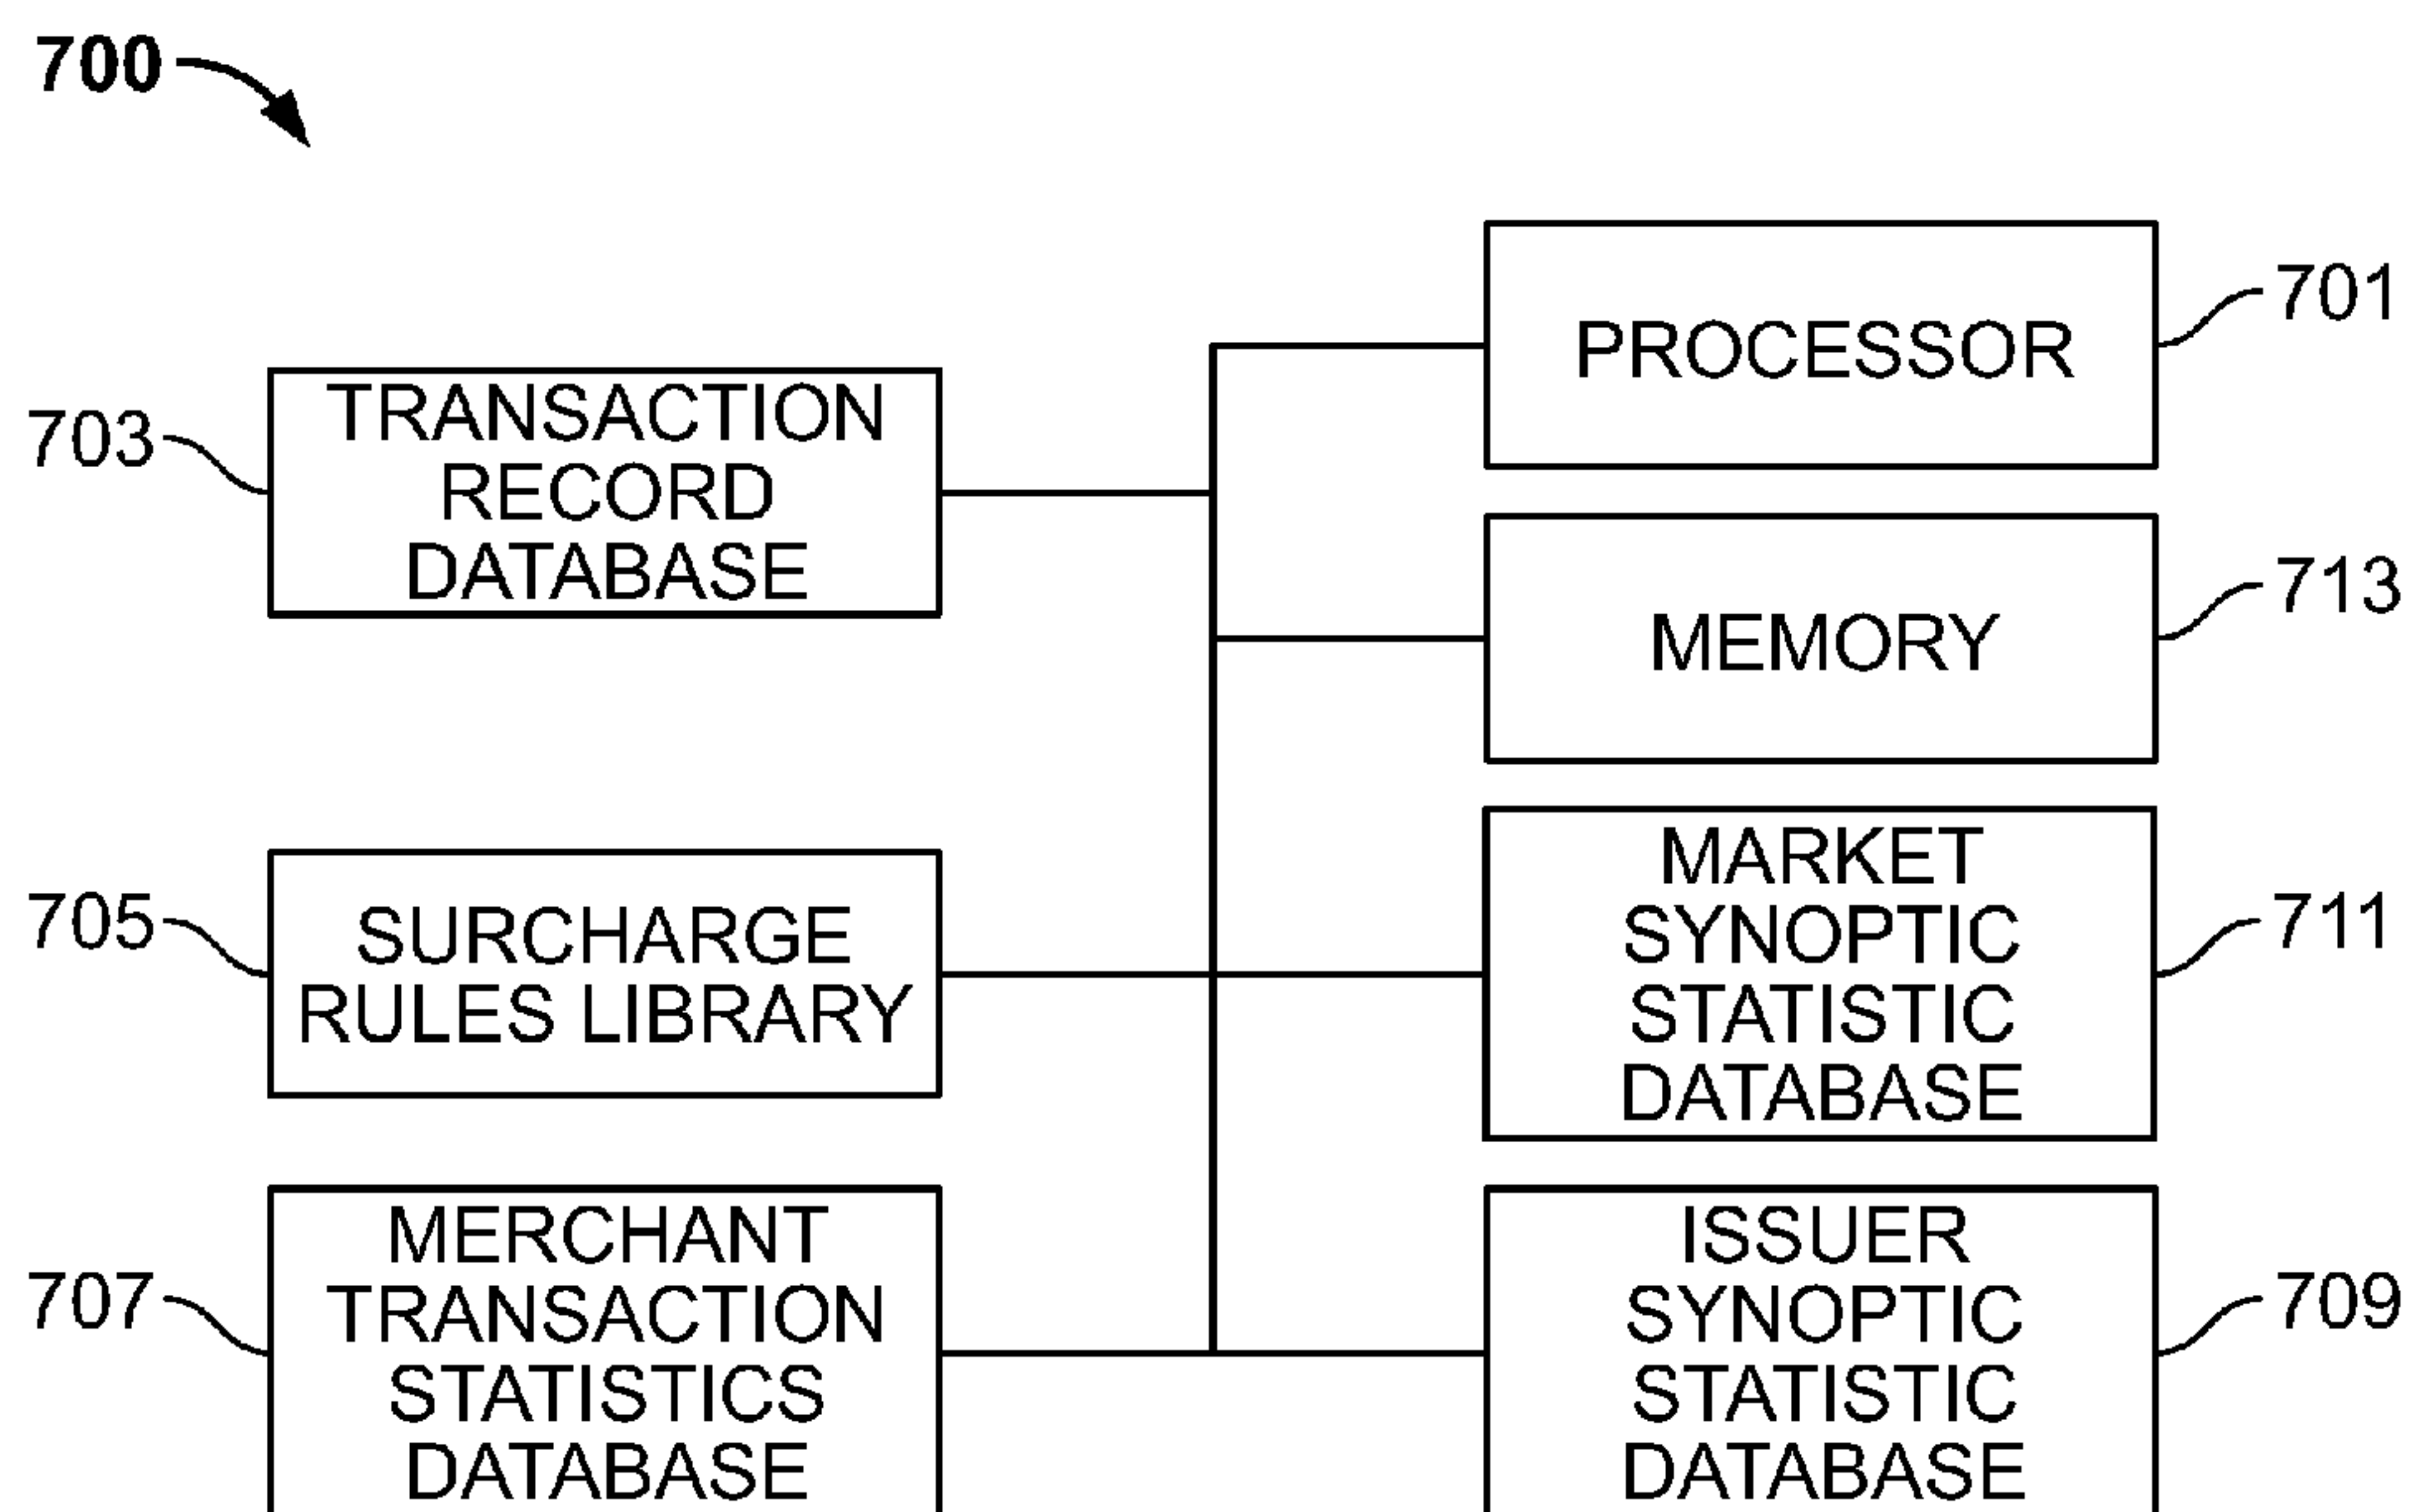 700
PROCESSOR
701
TRANSACTION
RECORD
DATABASE
703
MEMORY
713
SURCHARGE
RULES LIBRARY
705
MARKET
SYNOPTIC
STATISTIC
DATABASE
711
MERCHANT
TRANSACTION
STATISTICS
DATABASE
707
ISSUER
SYNOPTIC
STATISTIC
DATABASE
709